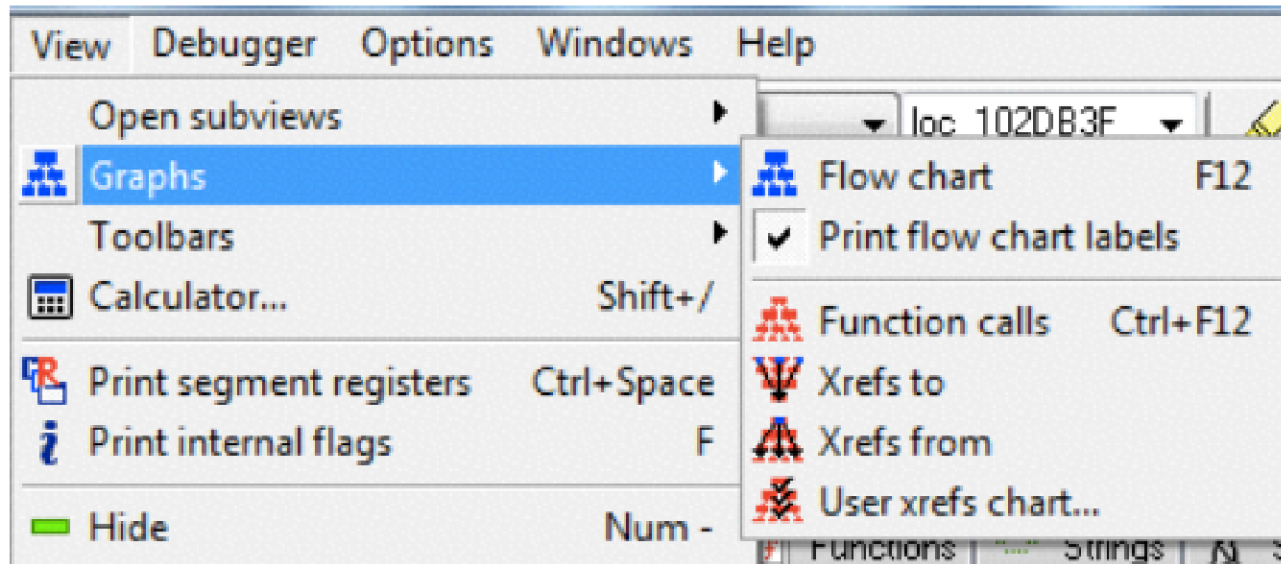 View Debugger Options Windows Help
Open subviews
loc_102DB3F
Graphs
Flow chart F12
Toolbars
Print flow chart labels
Calculator... Shift+/
Function calls Ctrl+F12
Print segment registers Ctrl+Space
Xrefs to
Print internal flags F
Xrefs from
User xrefs chart...
Hide Num -
Functions Strings